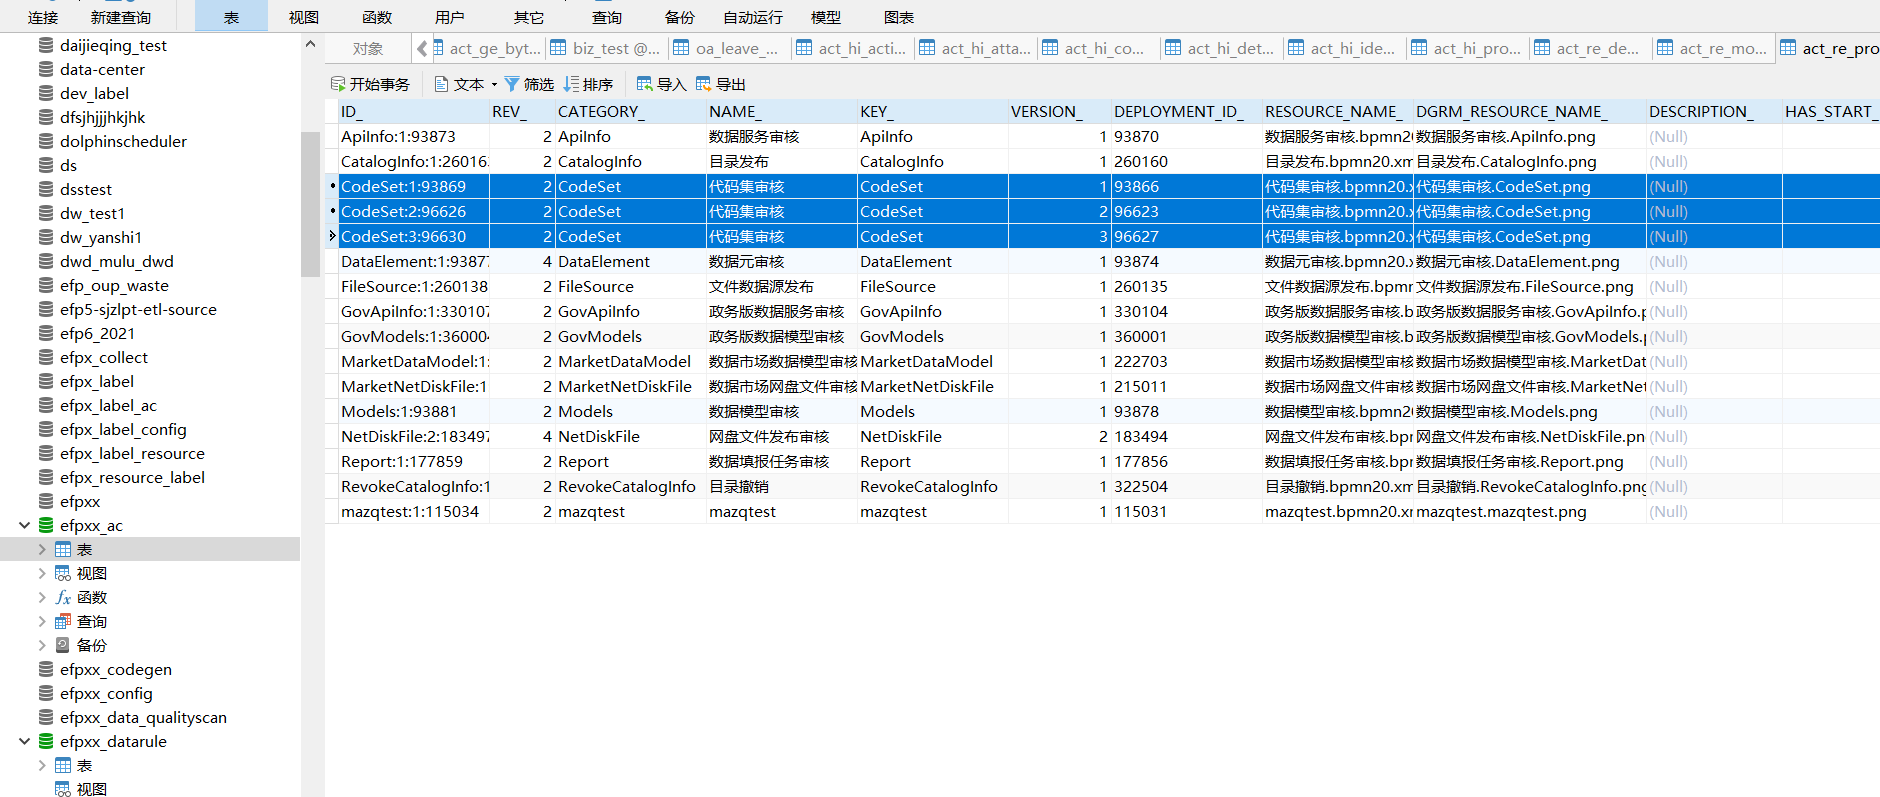 连接 新建查询 表 视图 函数 用户 其它 查询 备份 自动运行 模型 图表
对象 act_ge_byt... biz_test @... oa_leave_... act_hi_acti... act_hi_atta... act_hi_co... act_hi_det... act_hi_ide... act_hi_pro... act_re_de... act_re_mo... act_re_pro
开始事务 文本 筛选 排序 导入 导出
ID_ REV_ CATEGORY_ NAME_ KEY_ VERSION_ DEPLOYMENT_ID_ RESOURCE_NAME_ DGRM_RESOURCE_NAME_ DESCRIPTION_ HAS_START_
ApiInfo:1:93873 2 ApiInfo 数据服务审核 ApiInfo 1 93870 数据服务审核.bpmn20 数据服务审核.ApiInfo.png (Null)
CatalogInfo:1:260163 2 CatalogInfo 目录发布 CatalogInfo 1 260160 目录发布.bpmn20.xm 目录发布.CatalogInfo.png (Null)
CodeSet:1:93869 2 CodeSet 代码集审核 CodeSet 1 93866 代码集审核.bpmn20.x 代码集审核.CodeSet.png (Null)
CodeSet:2:96626 2 CodeSet 代码集审核 CodeSet 2 96623 代码集审核.bpmn20.x 代码集审核.CodeSet.png (Null)
CodeSet:3:96630 2 CodeSet 代码集审核 CodeSet 3 96627 代码集审核.bpmn20.x 代码集审核.CodeSet.png (Null)
DataElement:1:93877 4 DataElement 数据元审核 DataElement 1 93874 数据元审核.bpmn20.x 数据元审核.DataElement.png (Null)
FileSource:1:260138 2 FileSource 文件数据源发布 FileSource 1 260135 文件数据源发布.bpmr 文件数据源发布.FileSource.png (Null)
GovApiInfo:1:330107 2 GovApiInfo 政务版数据服务审核 GovApiInfo 1 330104 政务版数据服务审核.b 政务版数据服务审核.GovApiInfo.p (Null)
GovModels:1:360004 2 GovModels 政务版数据模型审核 GovModels 1 360001 政务版数据模型审核.b 政务版数据模型审核.GovModels.p (Null)
MarketDataModel:1: 2 MarketDataModel 数据市场数据模型审核 MarketDataModel 1 222703 数据市场数据模型审核 数据市场数据模型审核.MarketDat (Null)
MarketNetDiskFile:1 2 MarketNetDiskFile 数据市场网盘文件审核 MarketNetDiskFile 1 215011 数据市场网盘文件审核 数据市场网盘文件审核.MarketNet (Null)
Models:1:93881 2 Models 数据模型审核 Models 1 93878 数据模型审核.bpmn20 数据模型审核.Models.png (Null)
NetDiskFile:2:183497 4 NetDiskFile 网盘文件发布审核 NetDiskFile 2 183494 网盘文件发布审核.bpr 网盘文件发布审核.NetDiskFile.pn (Null)
Report:1:177859 2 Report 数据填报任务审核 Report 1 177856 数据填报任务审核.bpr 数据填报任务审核.Report.png (Null)
RevokeCatalogInfo:1 2 RevokeCatalogInfo 目录撤销 RevokeCatalogInfo 1 322504 目录撤销.bpmn20.xm 目录撤销.RevokeCatalogInfo.png (Null)
mazqtest:1:115034 2 mazqtest mazqtest mazqtest 1 115031 mazqtest.bpmn20.xr mazqtest.mazqtest.png (Null)
daijieqing_test
data-center
dev_label
dfsjhjjjhkjhk
dolphinscheduler
ds
dsstest
dw_test1
dw_yanshi1
dwd_mulu_dwd
efp_oup_waste
efp5-sjzlpt-etl-source
efp6_2021
efpx_collect
efpx_label
efpx_label_ac
efpx_label_config
efpx_label_resource
efpx_resource_label
efpxx
efpxx_ac
表
视图
函数
查询
备份
efpxx_codegen
efpxx_config
efpxx_data_qualityscan
efpxx_datarule
表
视图